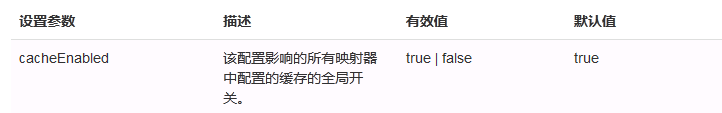 设置参数 描述 有效值 默认值
cacheEnabled 该配置影响的所有映射器 true | false true
中配置的缓存的全局开
关。